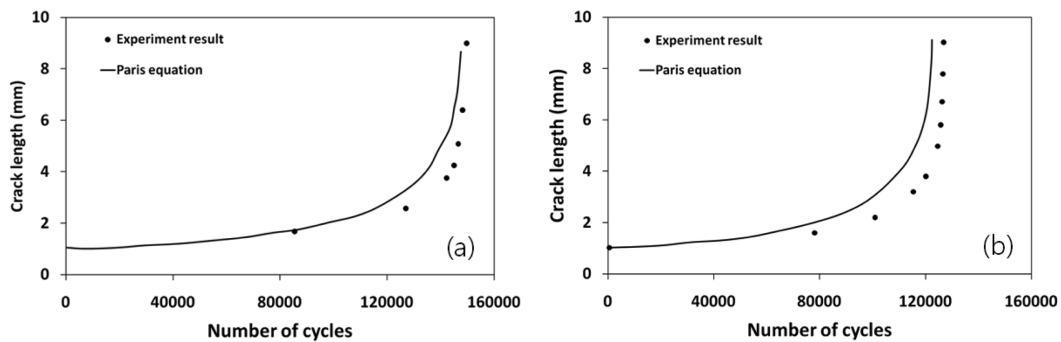 10
8
6
4
2
0
Crack length (mm)
Experiment result
Paris equation
(a)
0 40000 80000 120000 160000
Number of cycles
10
8
6
4
2
0
Crack length (mm)
Experiment result
Paris equation
(b)
0 40000 80000 120000 160000
Number of cycles